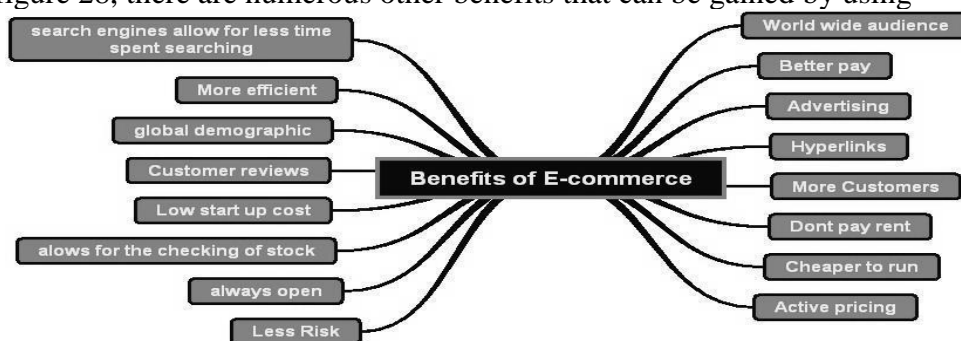 igure 28, there are numerous other benefits that can be gained by using
search engines allow for less time
spent searching
More efficient
global demographic
Customer reviews
Low start up cost
alows for the checking of stock
always open
Less Risk
Benefits of E-commerce
World wide audience
Better pay
Advertising
Hyperlinks
More Customers
Dont pay rent
Cheaper to run
Active pricing